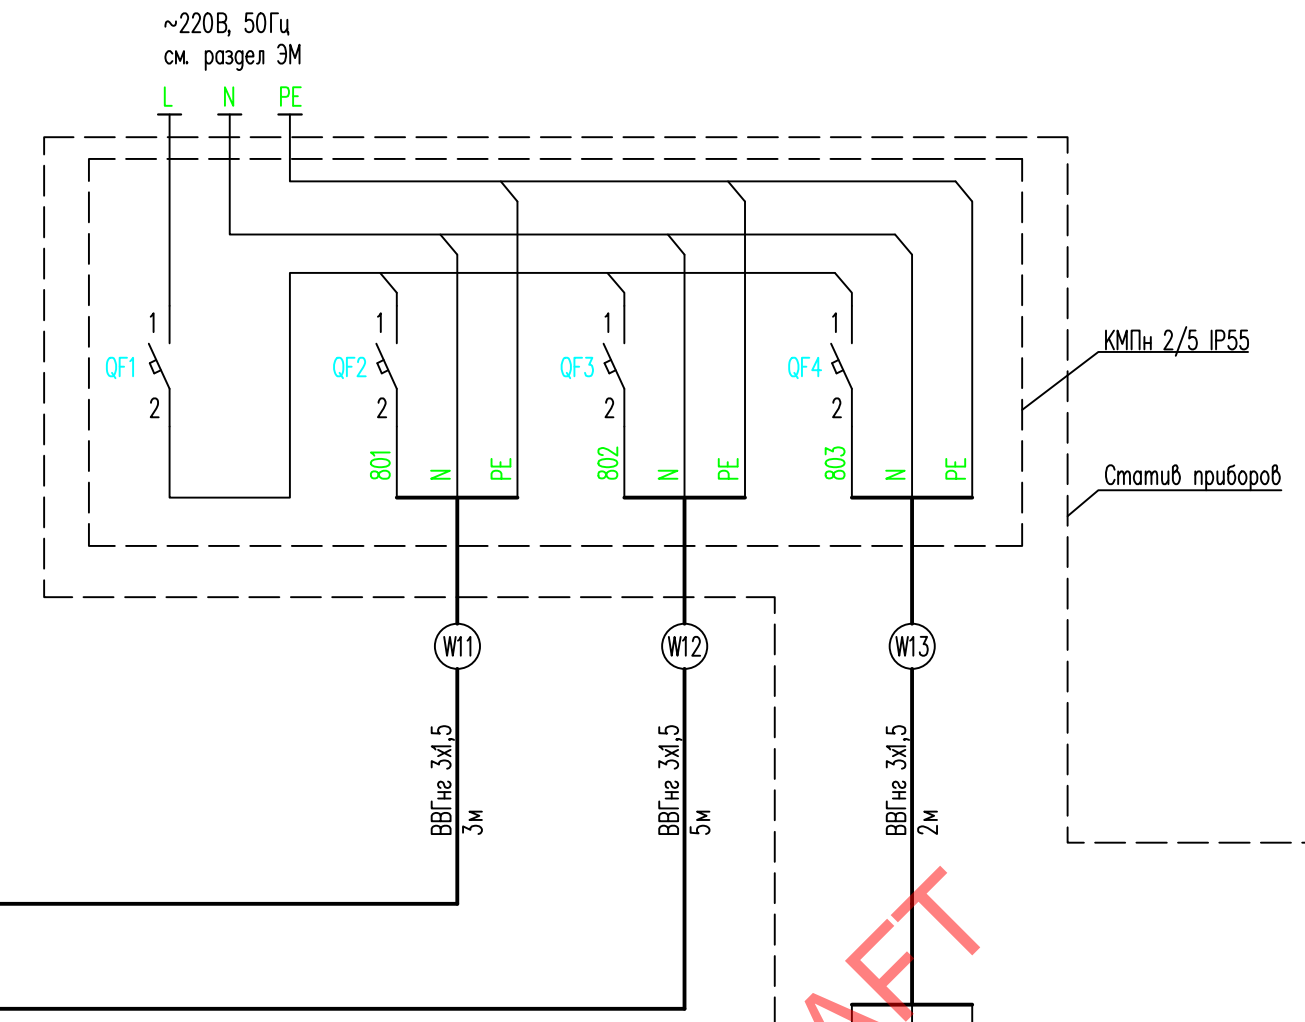 ~220В, 50Гц
см. раздел ЭМ
L N PE
1 1 1 1
КМПн 2/5 IP55
QF1 QF2 QF3 QF4
2 2 2 2
801 N PE 802 N PE 803 N PE
Статив приборов
W11 W12 W13
ВВГнг 3х1,5
3м
ВВГнг 3х1,5
5м
ВВГнг 3х1,5
2м
AFT